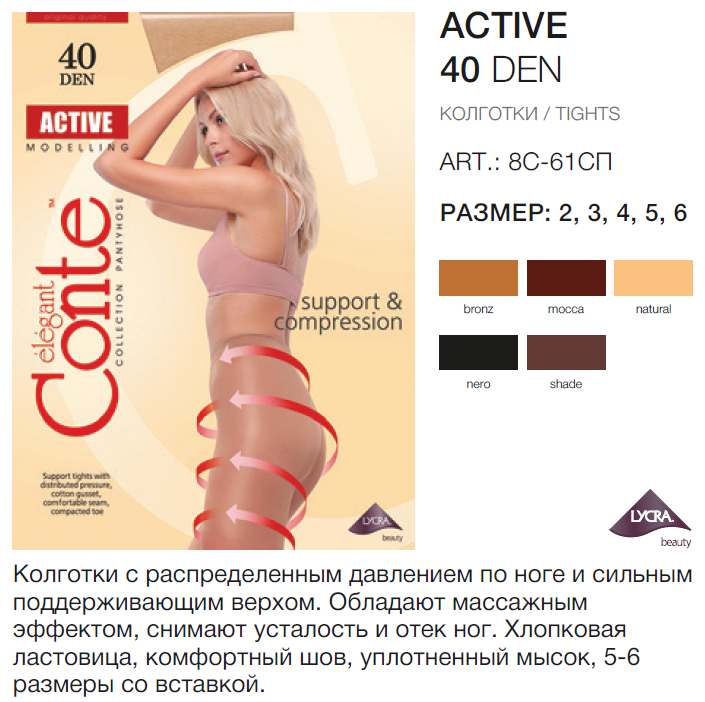 original quality
40
DEN
ACTIVE
MODELLING
élégant
Conte™
COLLECTION PANTYHOSE
support &
compression
Support tights with
distributed pressure,
cotton gusset,
comfortable seam,
compacted toe
LYCRA®
beauty
ACTIVE
40 DEN
КОЛГОТКИ / TIGHTS
ART.: 8С-61СП
РАЗМЕР: 2, 3, 4, 5, 6
bronz
mocca
natural
nero
shade
LYCRA®
beauty
Колготки с распределенным давлением по ноге и сильным
поддерживающим верхом. Обладают массажным
эффектом, снимают усталость и отек ног. Хлопковая
ластовица, комфортный шов, уплотненный мысок, 5-6
размеры со вставкой.